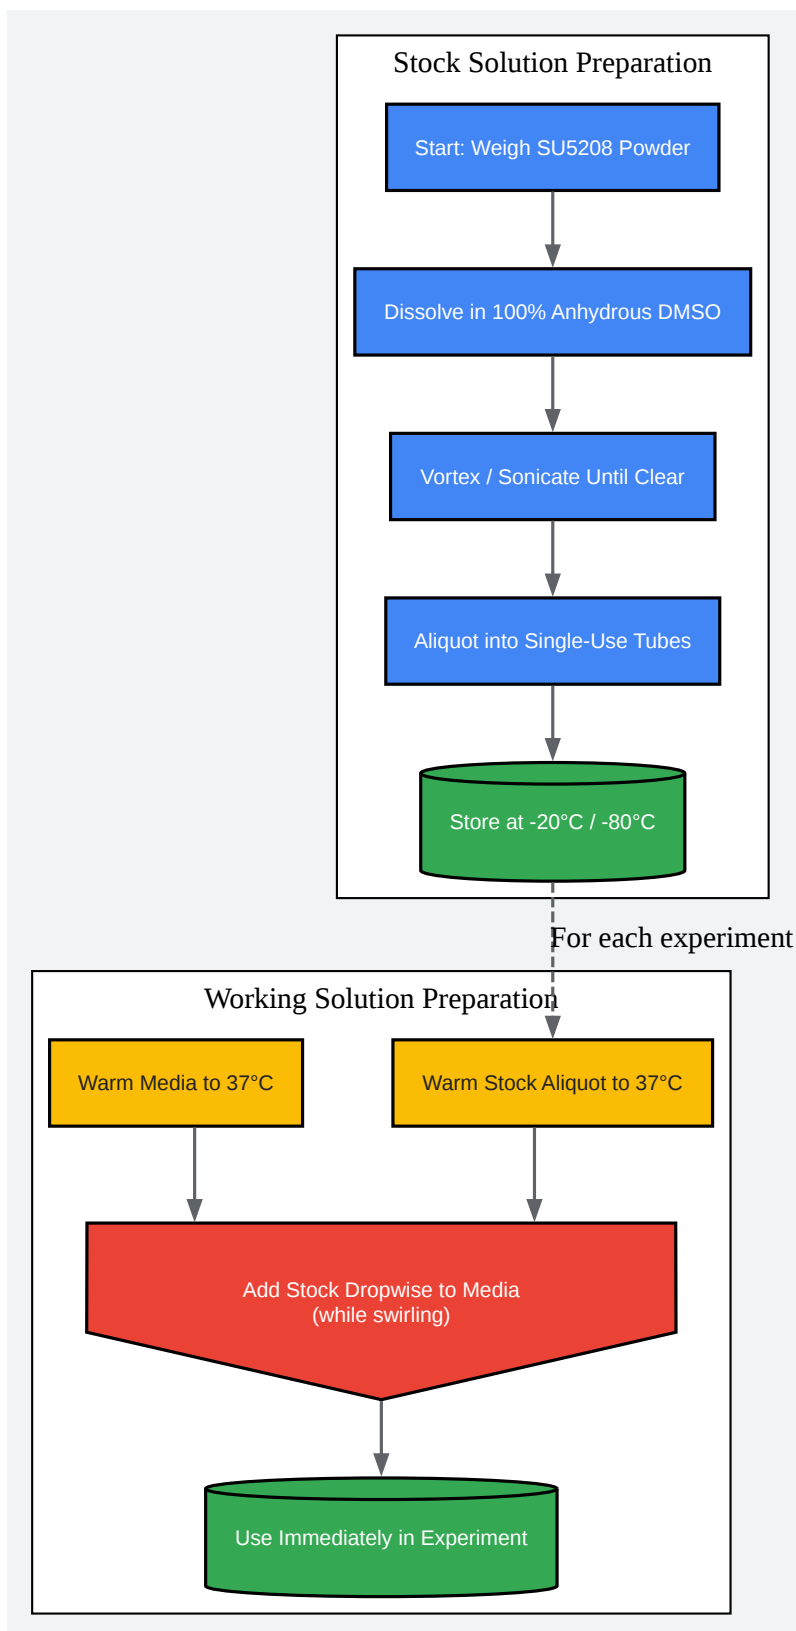 Stock Solution Preparation
Start: Weigh SU5208 Powder
Dissolve in 100% Anhydrous DMSO
Vortex / Sonicate Until Clear
Aliquot into Single-Use Tubes
Store at -20°C / -80°C
For each experiment
Working Solution Preparation
Warm Media to 37°C
Warm Stock Aliquot to 37°C
Add Stock Dropwise to Media
(while swirling)
Use Immediately in Experiment